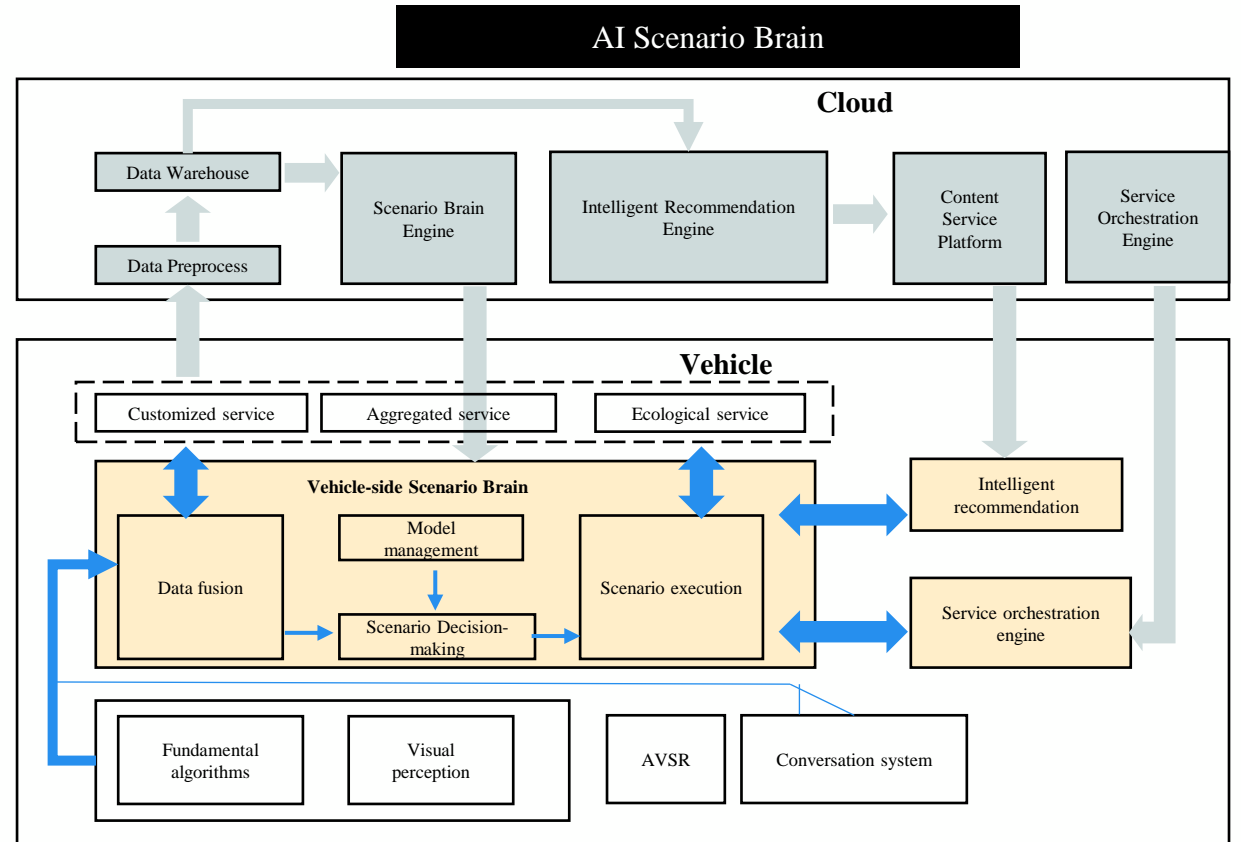 AI Scenario Brain
Cloud
Data Warehouse
Data Preprocess
Scenario Brain
Engine
Intelligent Recommendation
Engine
Content
Service
Platform
Service
Orchestration
Engine
Vehicle
Customized service
Aggregated service
Ecological service
Vehicle-side Scenario Brain
Data fusion
Model
management
Scenario Decision-
making
Scenario execution
Intelligent
recommendation
Service orchestration
engine
Fundamental
algorithms
Visual
perception
AVSR
Conversation system